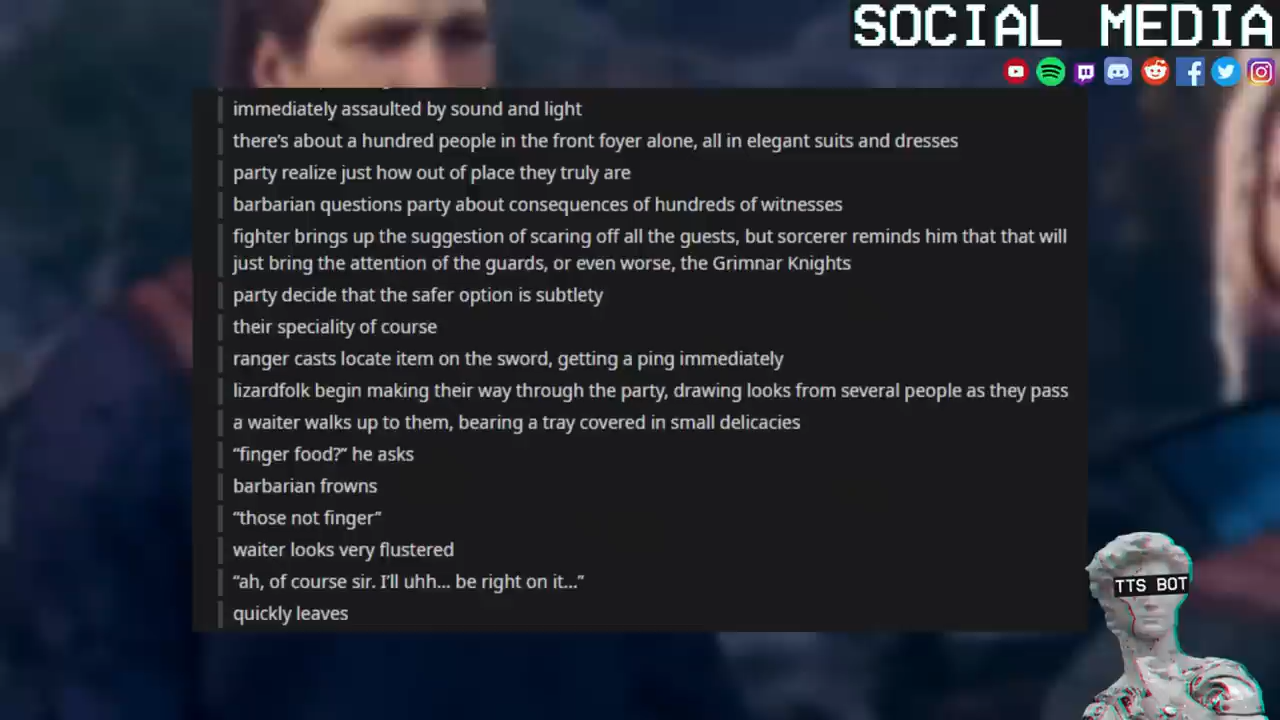 SOCIAL MEDIA
immediately assaulted by sound and light
there's about a hundred people in the front foyer alone, all in elegant suits and dresses
party realize just how out of place they truly are
barbarian questions party about consequences of hundreds of witnesses
fighter brings up the suggestion of scaring off all the guests, but sorcerer reminds him that that will
just bring the attention of the guards, or even worse, the Grimnar Knights
party decide that the safer option is subtlety
their speciality of course
ranger casts locate item on the sword, getting a ping immediately
lizardfolk begin making their way through the party, drawing looks from several people as they pass
a waiter walks up to them, bearing a tray covered in small delicacies
“finger food?” he asks
barbarian frowns
“those not finger”
waiter looks very flustered
“ah, of course sir. I’ll uhh... be right on it...”
quickly leaves
TTS BOT